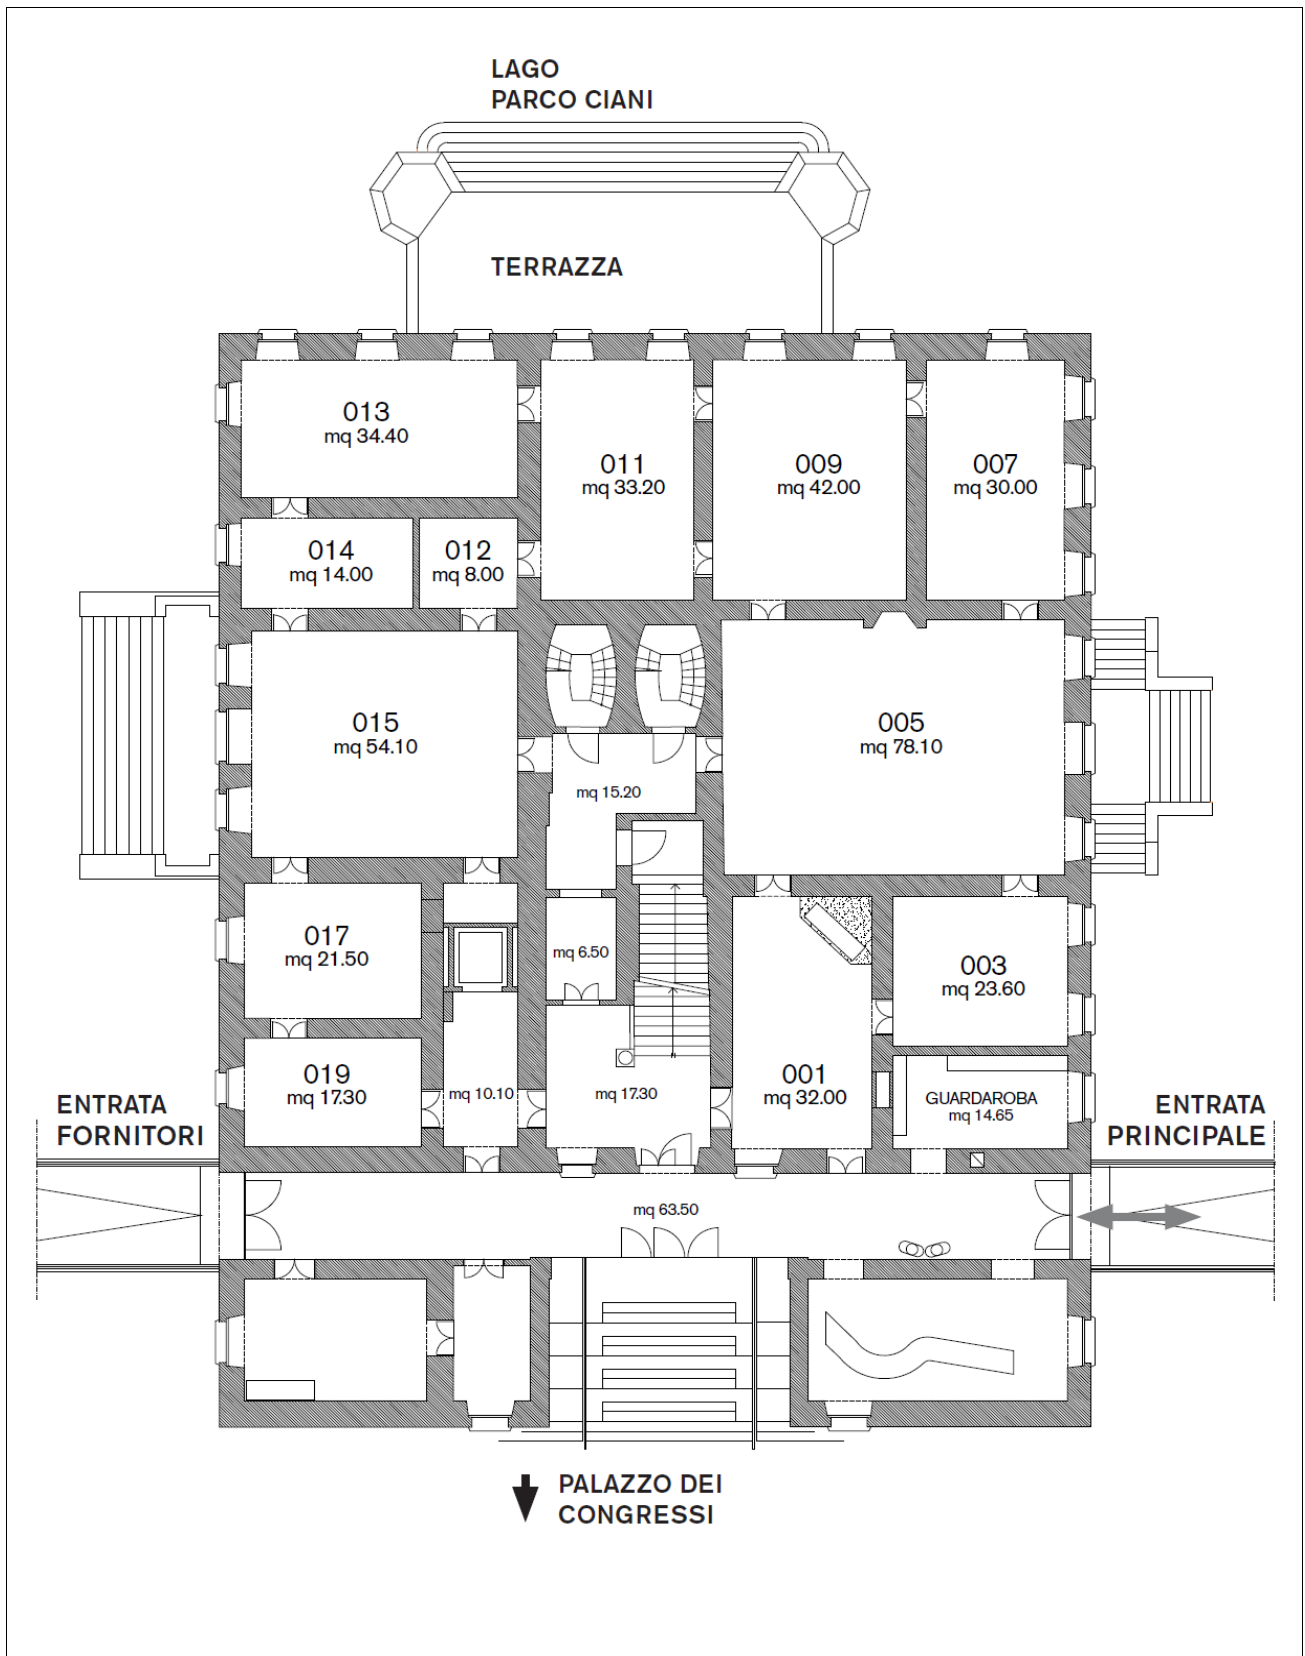 LAGO
PARCO CIANI
TERRAZZA
013
mq 34.40
011
mq 33.20
009
mq 42.00
007
mq 30.00
014
mq 14.00
012
mq 8.00
015
mq 54.10
005
mq 78.10
mq 15.20
017
mq 21.50
mq 6.50
003
mq 23.60
019
mq 17.30
mq 10.10
mq 17.30
001
mq 32.00
GUARDAROBA
mq 14.65
ENTRATA
FORNITORI
ENTRATA
PRINCIPALE
mq 63.50
PALAZZO DEI
CONGRESSI